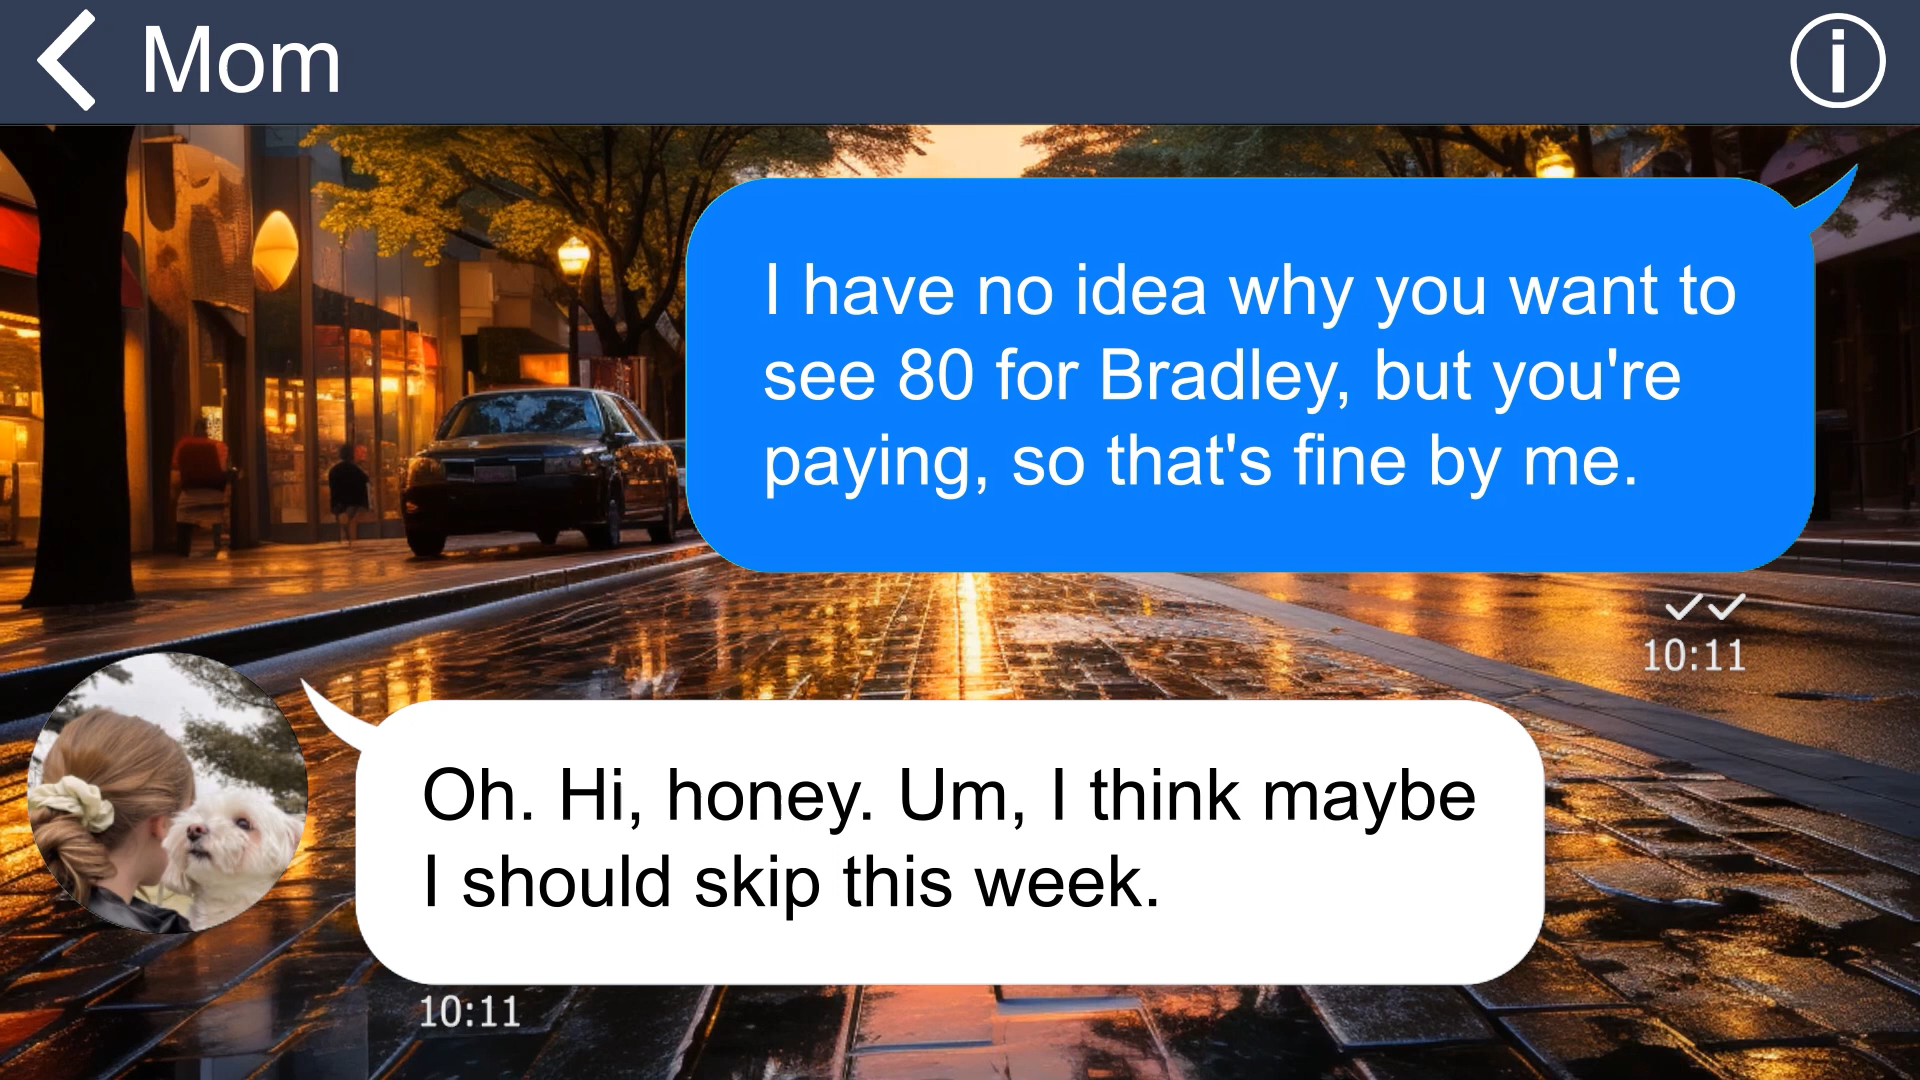 Mom
I have no idea why you want to
see 80 for Bradley, but you're
paying, so that's fine by me.
10:11
Oh. Hi, honey. Um, I think maybe
I should skip this week.
10:11